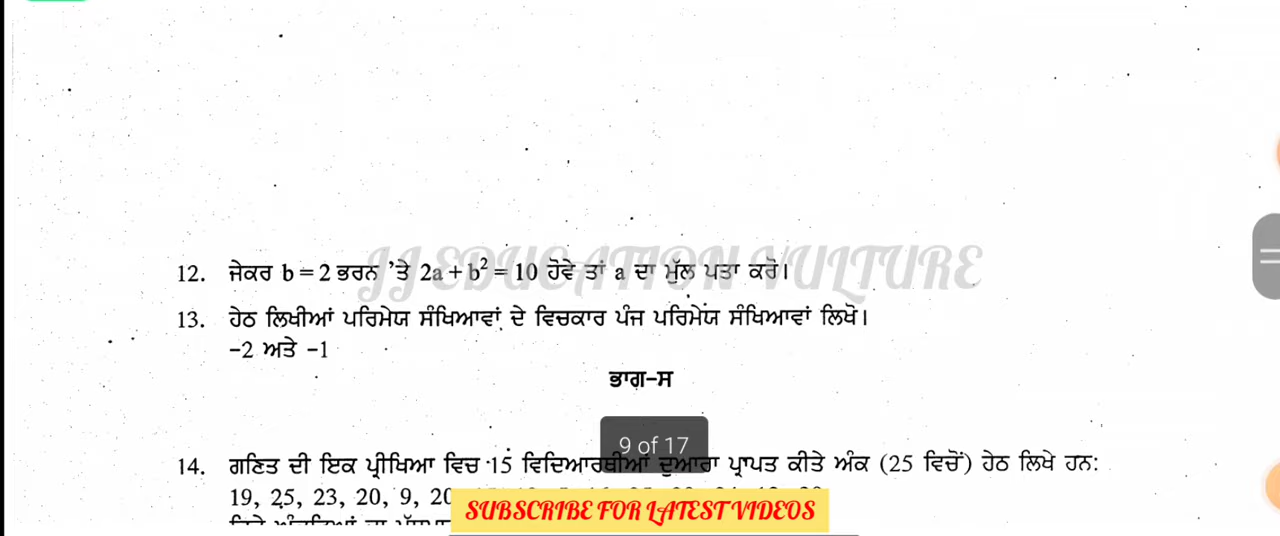 JJ EDUCATION VULTURE
12. ਜੇਕਰ b = 2 ਭਰਨ ’ਤੇ 2a + b² = 10 ਹੋਵੇ ਤਾਂ a ਦਾ ਮੁੱਲ ਪਤਾ ਕਰੋ।
13. ਹੇਠ ਲਿਖੀਆਂ ਪਰਿਮੇਯ ਸੰਖਿਆਵਾਂ ਦੇ ਵਿਚਕਾਰ ਪੰਜ ਪਰਿਮੇਯ ਸੰਖਿਆਵਾਂ ਲਿਖੋ।
-2 ਅਤੇ -1
ਭਾਗ-ਸ
9 of 17
14. ਗਣਿਤ ਦੀ ਇਕ ਪ੍ਰੀਖਿਆ ਵਿਚ 15 ਵਿਦਿਆਰਥੀਆਂ ਦੁਆਰਾ ਪ੍ਰਾਪਤ ਕੀਤੇ ਅੰਕ (25 ਵਿਚੋਂ) ਹੇਠ ਲਿਖੇ ਹਨ:
19, 25, 23, 20, 9, 20
SUBSCRIBE FOR LATEST VIDEOS